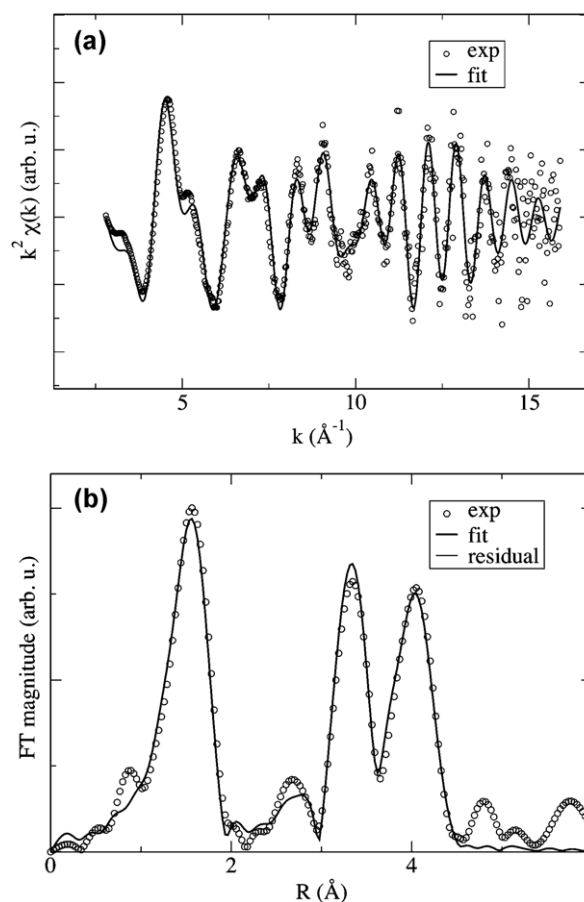 (a)
exp
fit
k² χ(k) (arb. u.)
5
10
15
k (Å⁻¹)
(b)
exp
fit
residual
FT magnitude (arb. u.)
0
2
4
R (Å)